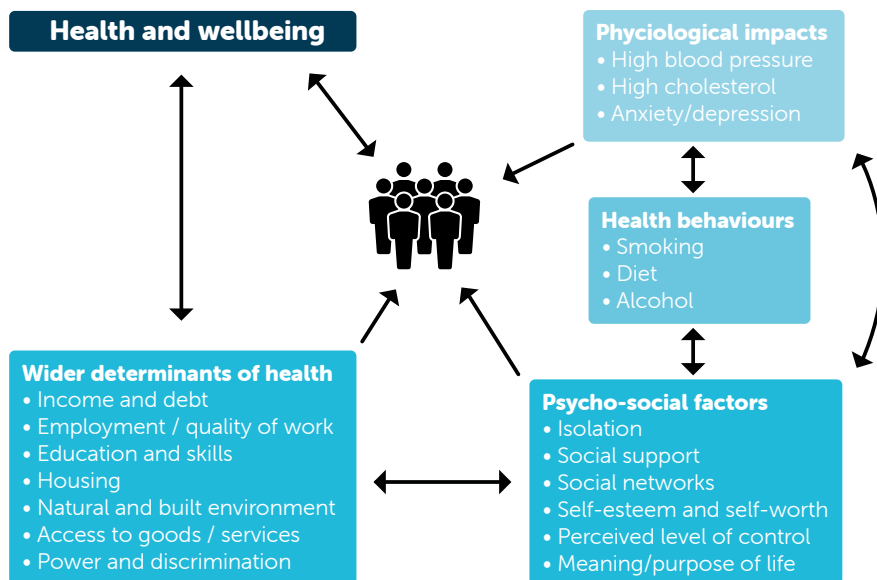 Health and wellbeing
Phyciological impacts
• High blood pressure
• High cholesterol
• Anxiety/depression
Health behaviours
• Smoking
• Diet
• Alcohol
Wider determinants of health
• Income and debt
• Employment / quality of work
• Education and skills
• Housing
• Natural and built environment
• Access to goods / services
• Power and discrimination
Psycho-social factors
• Isolation
• Social support
• Social networks
• Self-esteem and self-worth
• Perceived level of control
• Meaning/purpose of life